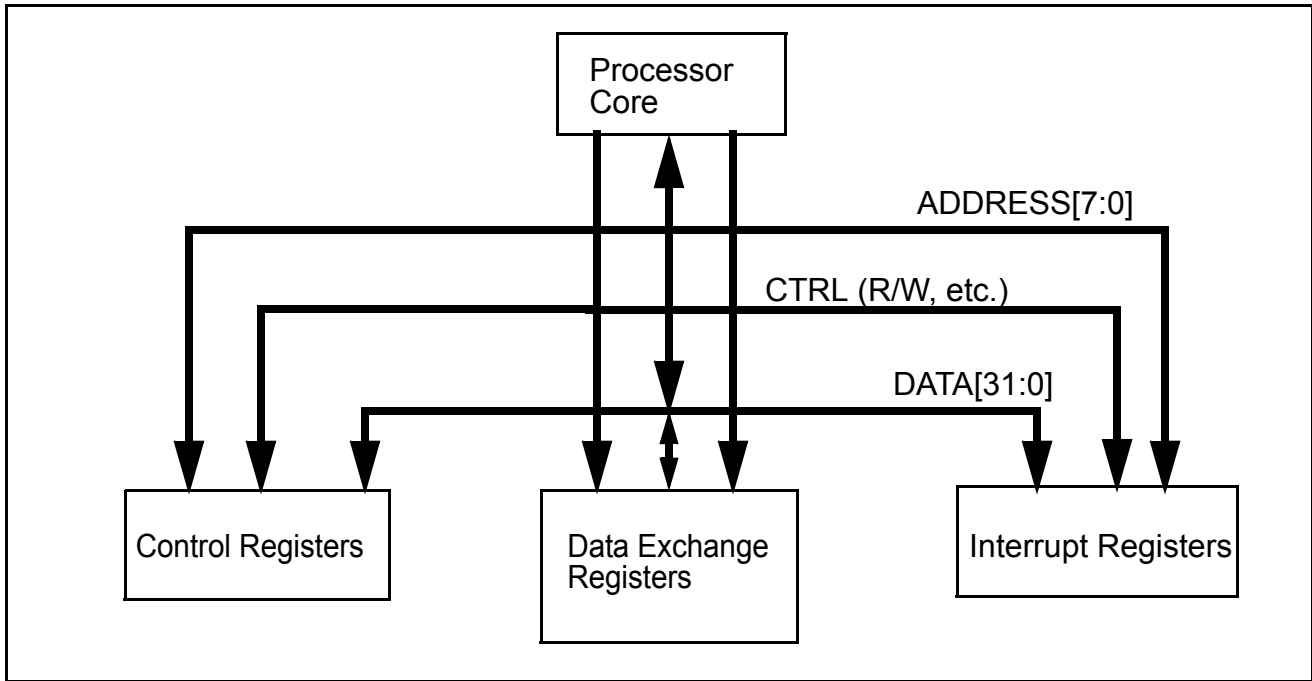 Processor
Core
ADDRESS[7:0]
CTRL (R/W, etc.)
DATA[31:0]
Control Registers
Data Exchange
Registers
Interrupt Registers